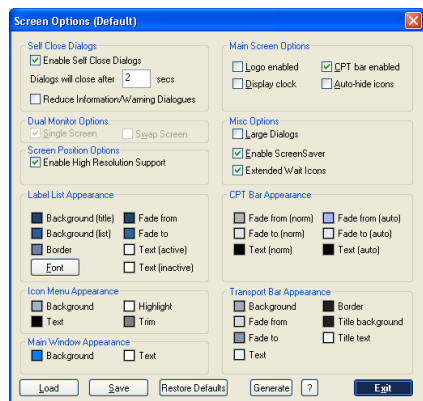 Screen Options (Default)
Self Close Dialogs
Enable Self Close Dialogs
Dialogs will close after 2 secs
Reduce Information/Warning Dialogues
Main Screen Options
Logo enabled CPT bar enabled
Display clock Auto-hide icons
Dual Monitor Options
Single Screen Swap Screen
Screen Position Options
Enable High Resolution Support
Misc Options
Large Dialogs
Enable ScreenSaver
Extended Wait Icons
Label List Appearance
Background (title) Fade from
Background (list) Fade to
Border Text (active)
Font Text (inactive)
CPT Bar Appearance
Fade from (norm) Fade from (auto)
Fade to (norm) Fade to (auto)
Text (norm) Text (auto)
Icon Menu Appearance
Background Highlight
Text Trim
Main Window Appearance
Background Text
Transport Bar Appearance
Background Border
Fade from Title background
Fade to Title text
Text
Load Save Restore Defaults Generate ? Exit